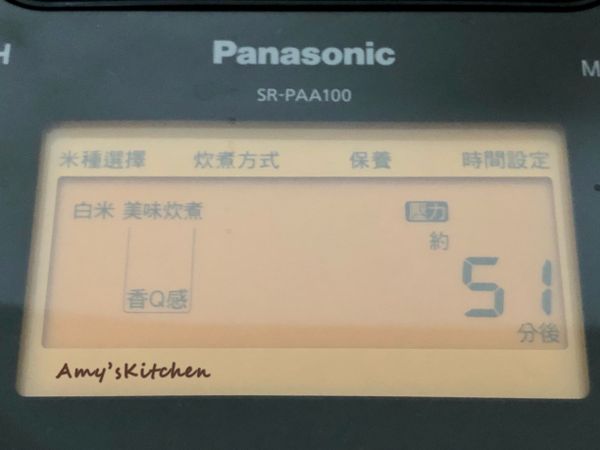 H Panasonic M
SR-PAA100
米種選擇 炊煮方式 保養 時間設定
白米 美味炊煮 壓力
約
51
香Q感
分後
Amy'sKitchen